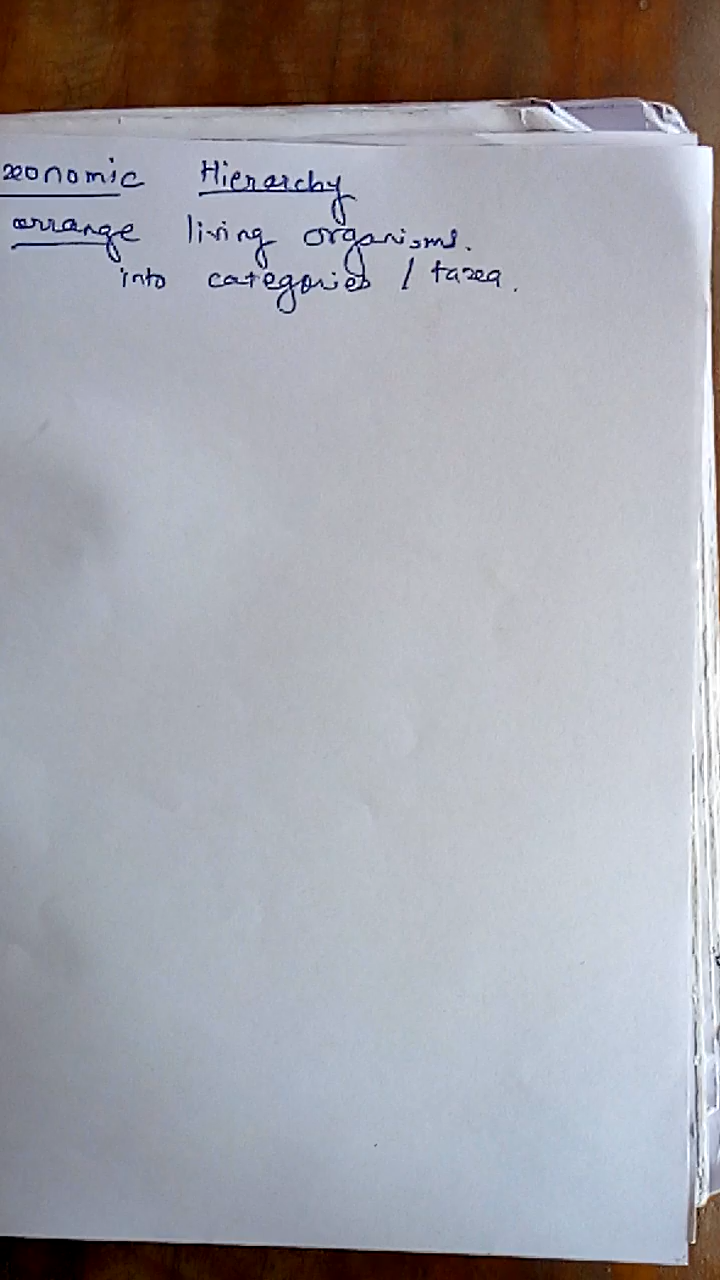 xonomic Hierarchy
arrange living organisms.
into categories / taxa.